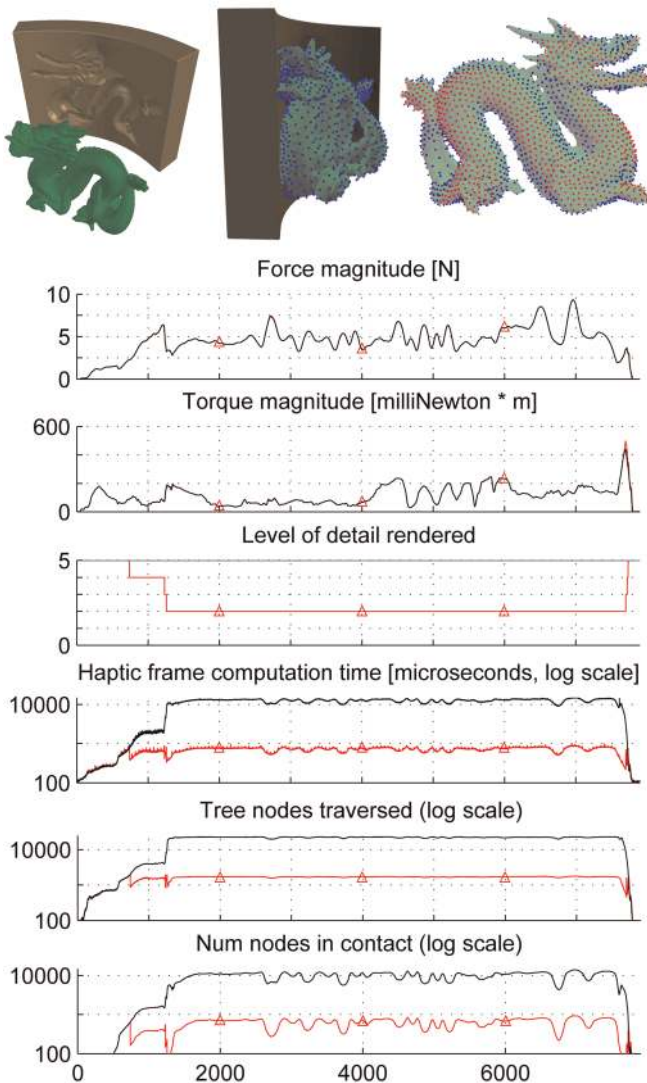 Force magnitude [N]
10
5
0
Torque magnitude [milliNewton * m]
600
0
Level of detail rendered
5
0
Haptic frame computation time [microseconds, log scale]
10000
100
Tree nodes traversed (log scale)
10000
100
Num nodes in contact (log scale)
10000
100
0 2000 4000 6000